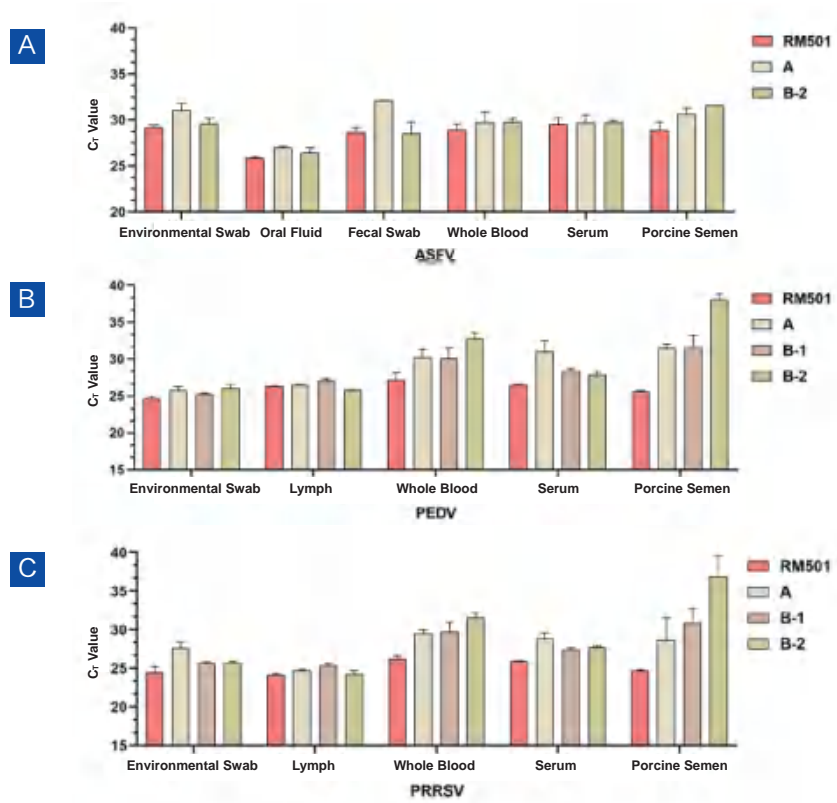 A
40
35
30
25
20
C_T Value
RM501
A
B-2
Environmental Swab Oral Fluid Fecal Swab Whole Blood Serum Porcine Semen
ASFV
B
40
35
30
25
20
15
C_T Value
RM501
A
B-1
B-2
Environmental Swab Lymph Whole Blood Serum Porcine Semen
PEDV
C
40
35
30
25
20
15
C_T Value
RM501
A
B-1
B-2
Environmental Swab Lymph Whole Blood Serum Porcine Semen
PRRSV